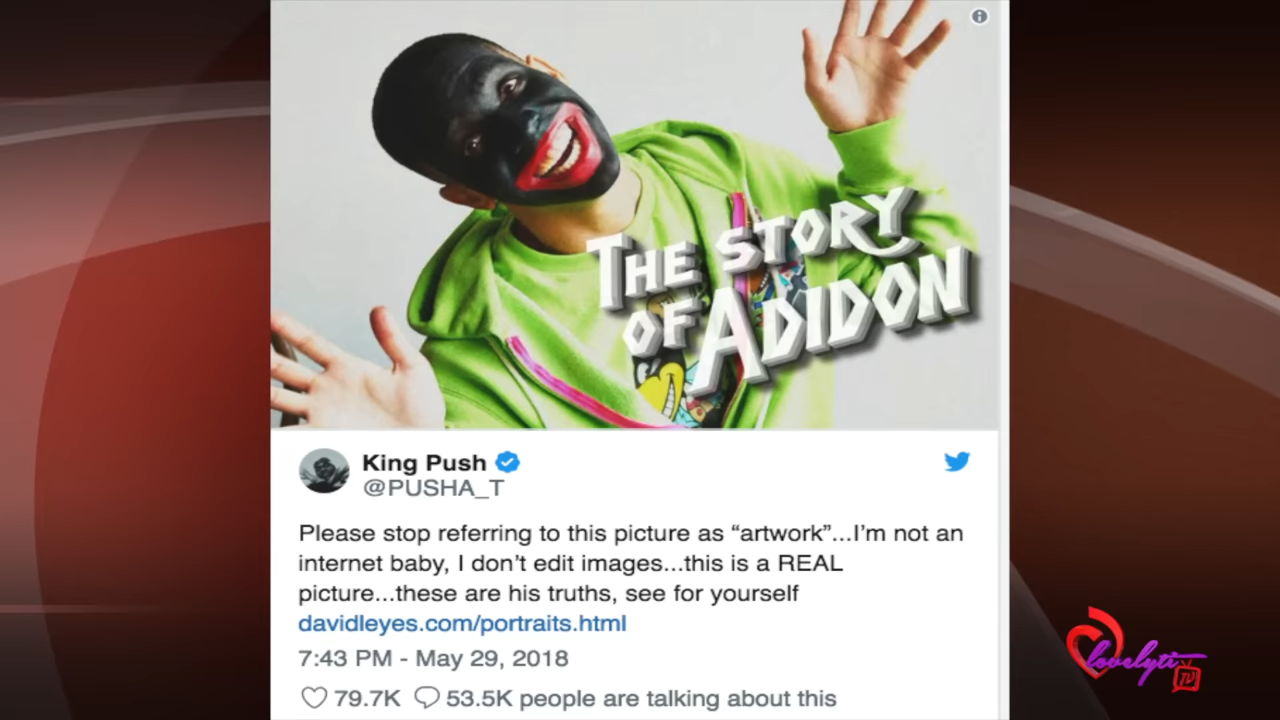 THE STORY
OF ADIDON
King Push
@PUSHA_T
Please stop referring to this picture as “artwork”...I’m not an
internet baby, I don’t edit images...this is a REAL
picture...these are his truths, see for yourself
davidleyes.com/portraits.html
7:43 PM - May 29, 2018
79.7K 53.5K people are talking about this
lovelyti
TV